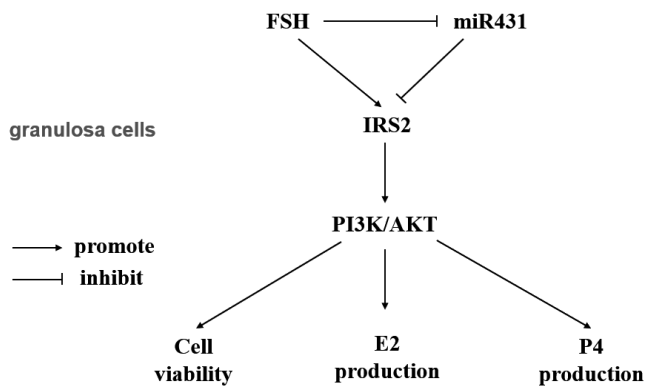 FSH miR431
IRS2
granulosa cells
PI3K/AKT
promote
inhibit
Cell
viability
E2
production
P4
production